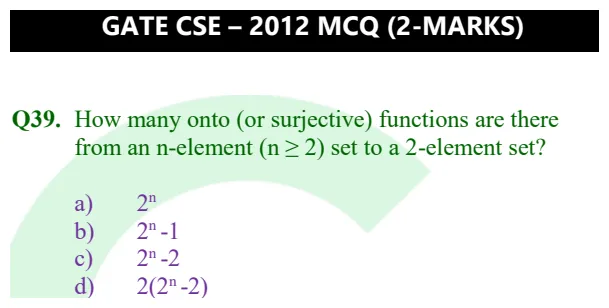 GATE CSE – 2012 MCQ (2-MARKS)
Q39. How many onto (or surjective) functions are there
from an n-element (n ≥ 2) set to a 2-element set?
a) 2ⁿ
b) 2ⁿ -1
c) 2ⁿ -2
d) 2(2ⁿ -2)